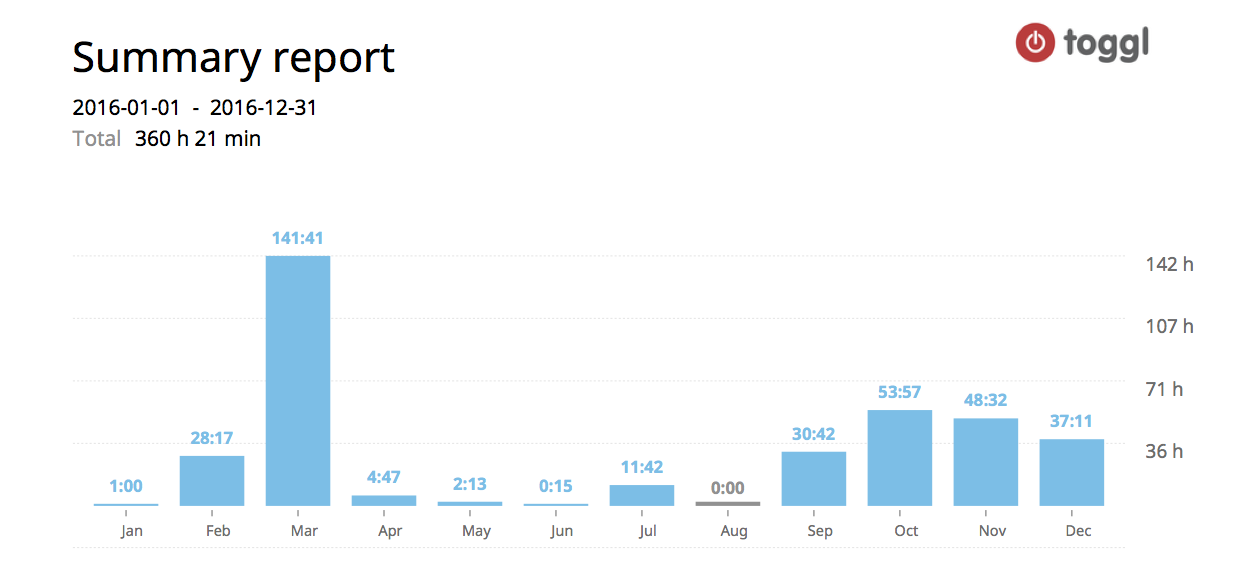 Summary report
toggl
2016-01-01 - 2016-12-31
Total 360 h 21 min
141:41
142 h
107 h
71 h
53:57
48:32
37:11
30:42
28:17
36 h
11:42
4:47
2:13
1:00
0:15
0:00
Jan Feb Mar Apr May Jun Jul Aug Sep Oct Nov Dec